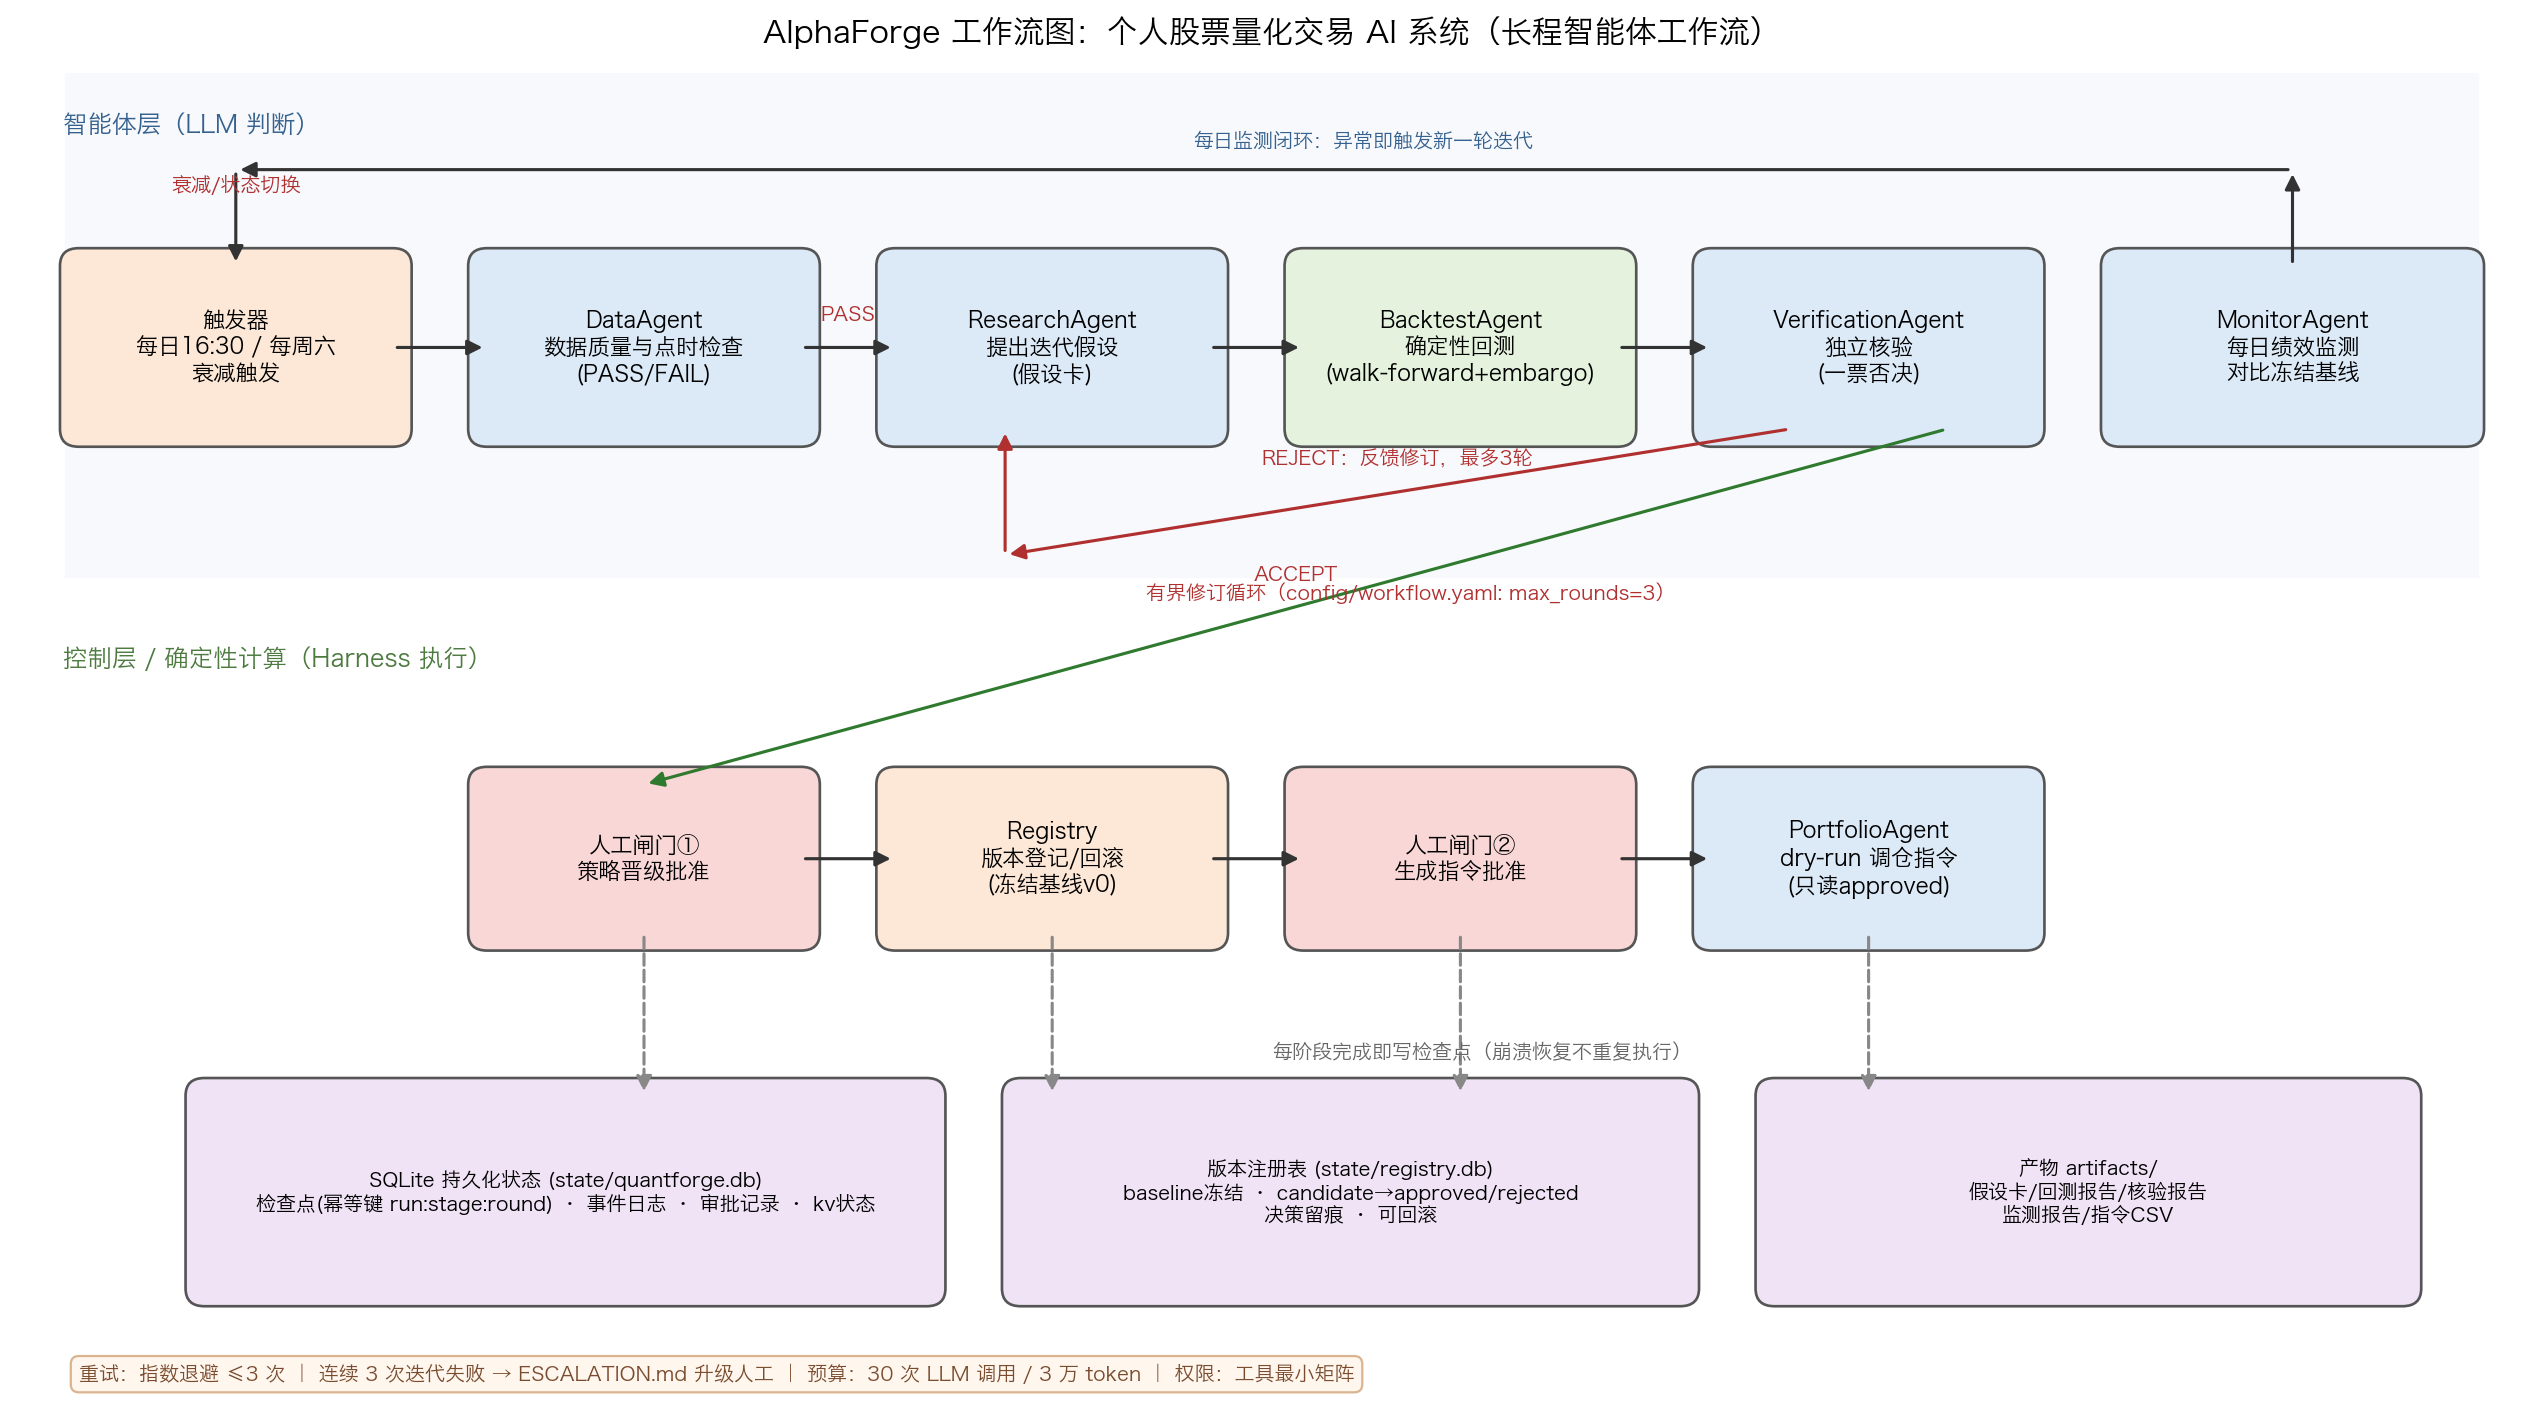 AlphaForge 工作流图：个人股票量化交易 AI 系统（长程智能体工作流）
智能体层（LLM 判断）
每日监测闭环：异常即触发新一轮迭代
衰减/状态切换
触发器
每日16:30 / 每周六
衰减触发
DataAgent
数据质量与点时检查
(PASS/FAIL)
PASS
ResearchAgent
提出迭代假设
(假设卡)
BacktestAgent
确定性回测
(walk-forward+embargo)
VerificationAgent
独立核验
(一票否决)
MonitorAgent
每日绩效监测
对比冻结基线
REJECT：反馈修订，最多3轮
ACCEPT
有界修订循环（config/workflow.yaml: max_rounds=3）
控制层 / 确定性计算（Harness 执行）
人工闸门①
策略晋级批准
Registry
版本登记/回滚
(冻结基线v0)
人工闸门②
生成指令批准
PortfolioAgent
dry-run 调仓指令
(只读approved)
每阶段完成即写检查点（崩溃恢复不重复执行）
SQLite 持久化状态 (state/quantforge.db)
检查点(幂等键 run:stage:round) · 事件日志 · 审批记录 · kv状态
版本注册表 (state/registry.db)
baseline冻结 · candidate→approved/rejected
决策留痕 · 可回滚
产物 artifacts/
假设卡/回测报告/核验报告
监测报告/指令CSV
重试：指数退避 ≤3 次 ｜ 连续 3 次迭代失败 → ESCALATION.md 升级人工 ｜ 预算：30 次 LLM 调用 / 3 万 token ｜ 权限：工具最小矩阵